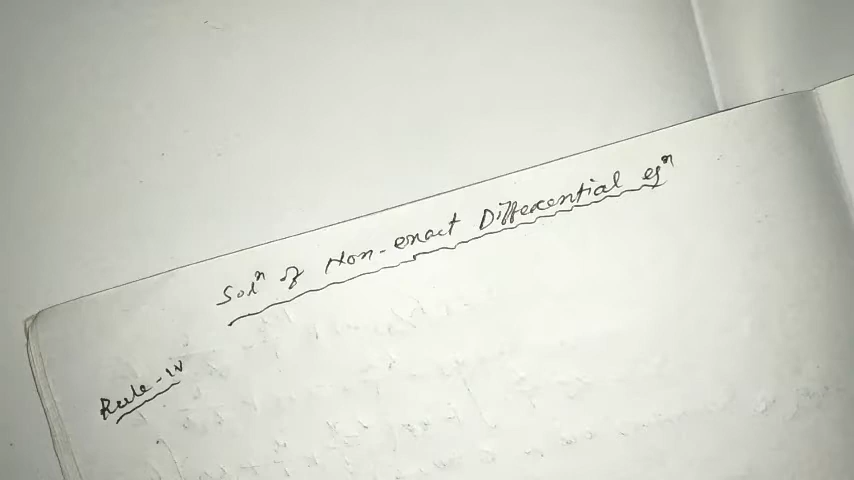 Solⁿ of Non-exact Differential eqⁿ
Rule-IV